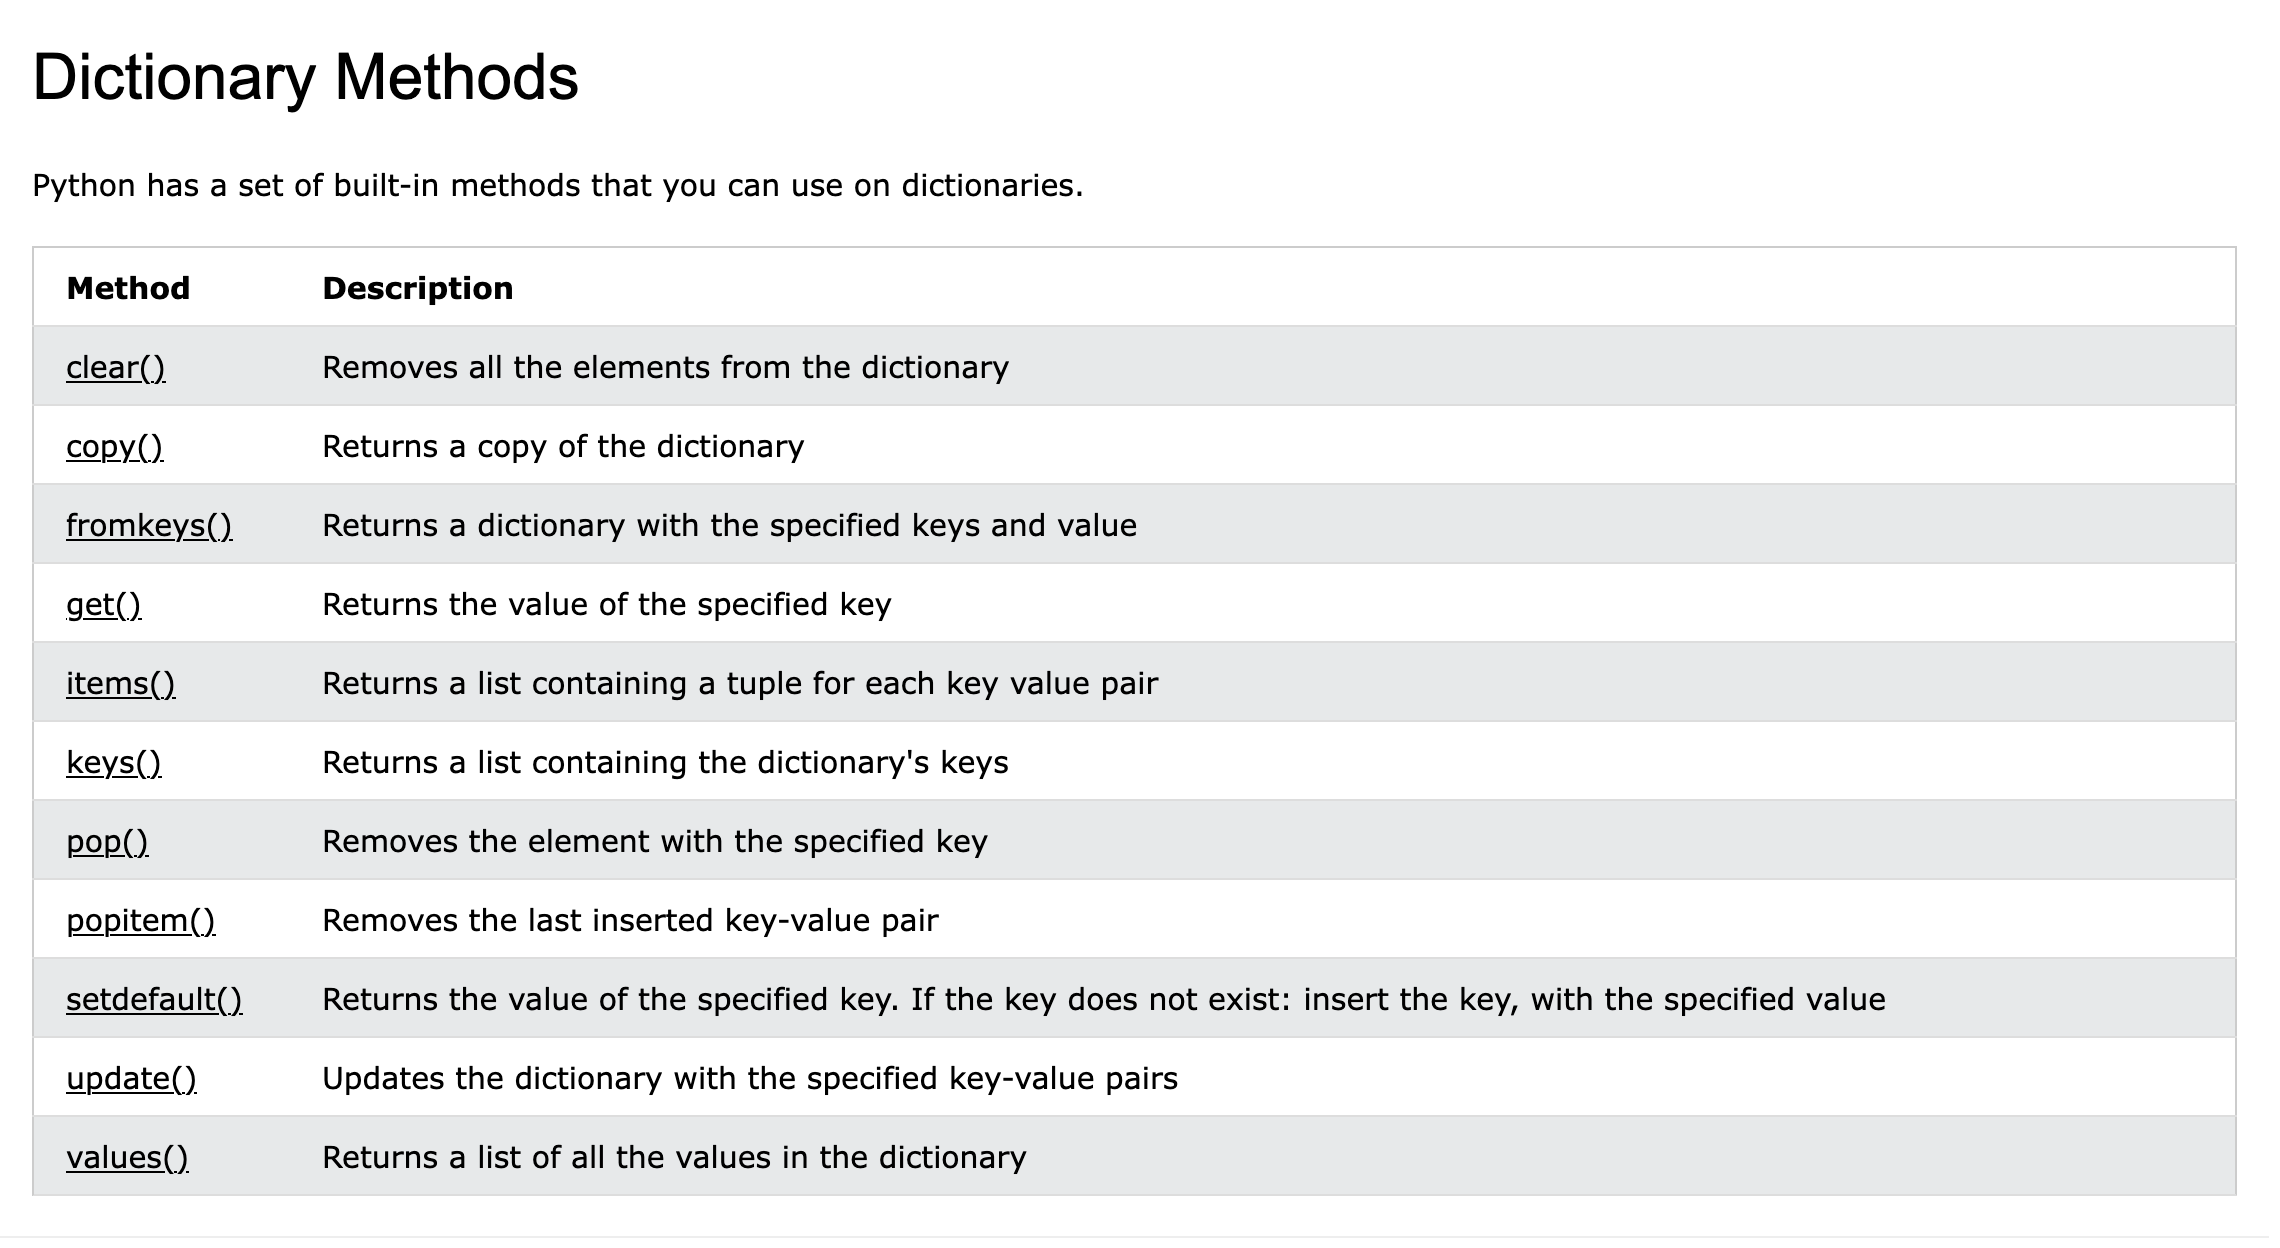 Dictionary Methods
Python has a set of built-in methods that you can use on dictionaries.
Method Description
clear() Removes all the elements from the dictionary
copy() Returns a copy of the dictionary
fromkeys() Returns a dictionary with the specified keys and value
get() Returns the value of the specified key
items() Returns a list containing a tuple for each key value pair
keys() Returns a list containing the dictionary's keys
pop() Removes the element with the specified key
popitem() Removes the last inserted key-value pair
setdefault() Returns the value of the specified key. If the key does not exist: insert the key, with the specified value
update() Updates the dictionary with the specified key-value pairs
values() Returns a list of all the values in the dictionary